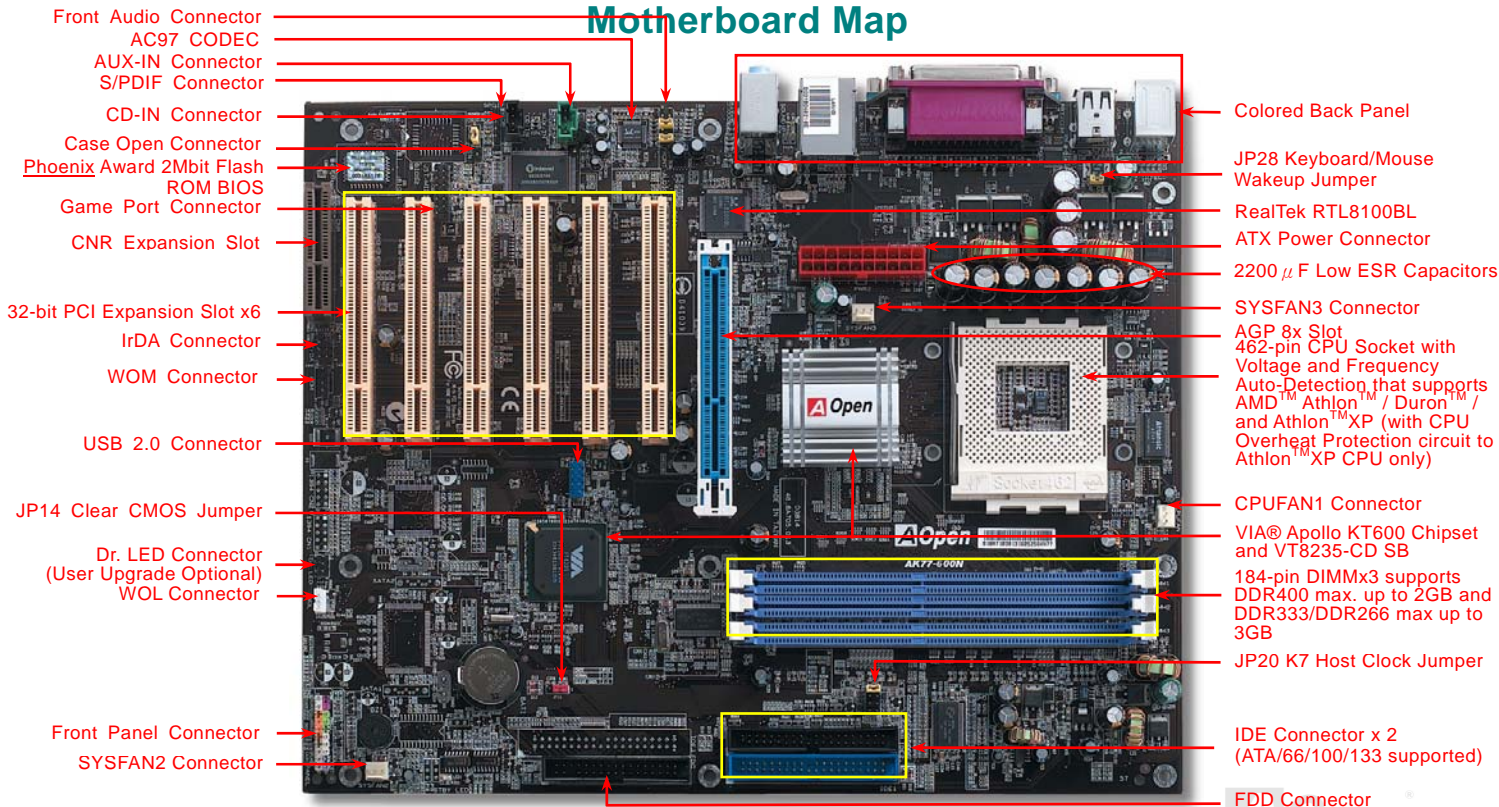 Motherboard Map
Front Audio Connector
AC97 CODEC
AUX-IN Connector
S/PDIF Connector
CD-IN Connector
Case Open Connector
Phoenix Award 2Mbit Flash
ROM BIOS
Game Port Connector
CNR Expansion Slot
32-bit PCI Expansion Slot x6
IrDA Connector
WOM Connector
USB 2.0 Connector
JP14 Clear CMOS Jumper
Dr. LED Connector
(User Upgrade Optional)
WOL Connector
Front Panel Connector
SYSFAN2 Connector
Colored Back Panel
JP28 Keyboard/Mouse
Wakeup Jumper
RealTek RTL8100BL
ATX Power Connector
2200 μF Low ESR Capacitors
SYSFAN3 Connector
AGP 8x Slot
462-pin CPU Socket with
Voltage and Frequency
Auto-Detection that supports
AMD™ Athlon™ / Duron™ /
and Athlon™XP (with CPU
Overheat Protection circuit to
Athlon™XP CPU only)
CPUFAN1 Connector
VIA® Apollo KT600 Chipset
and VT8235-CD SB
184-pin DIMMx3 supports
DDR400 max. up to 2GB and
DDR333/DDR266 max up to
3GB
JP20 K7 Host Clock Jumper
IDE Connector x 2
(ATA/66/100/133 supported)
FDD Connector
SYSFAN3
AOpen
Socket462
AOpen
AK77-600N
VIA
FC
CE
SATA2
SYSFAN2
IDE1